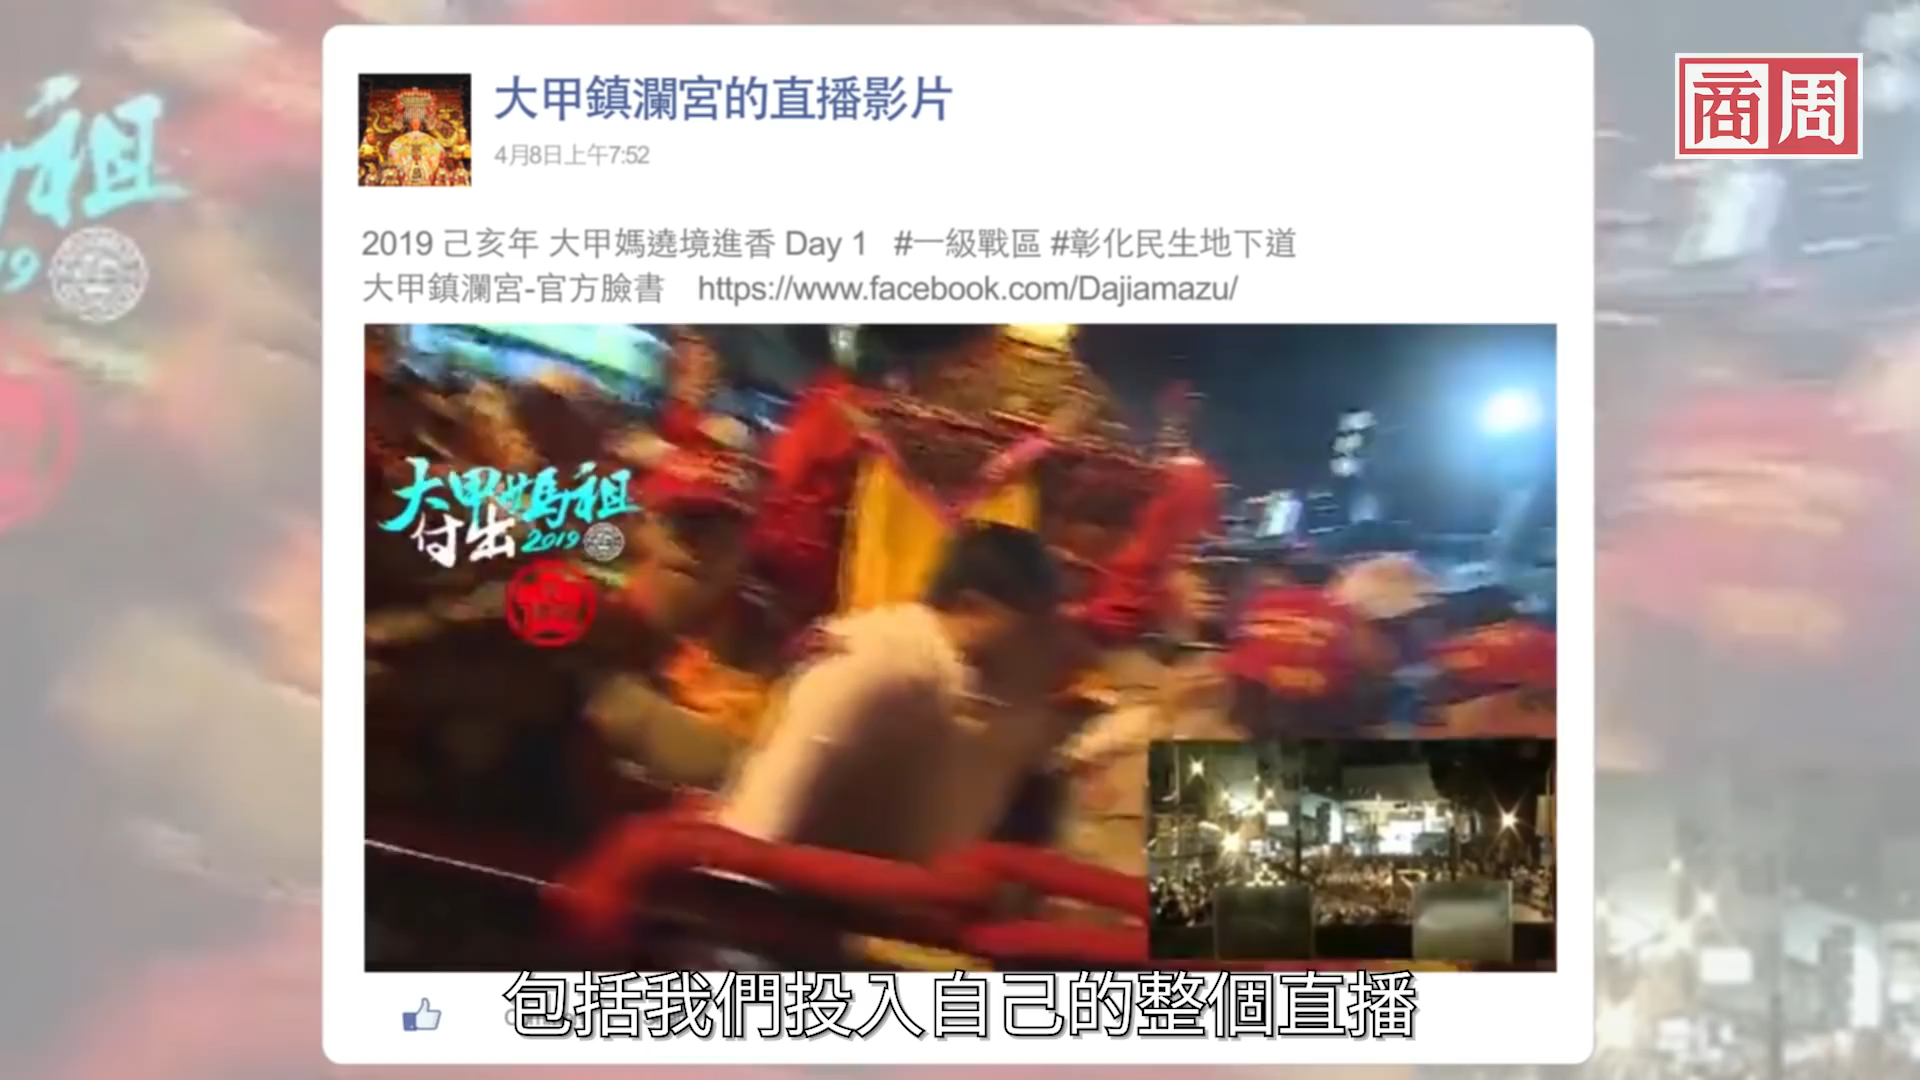 大甲鎮瀾宮的直播影片
4月8日上午7:52
商周
2019 己亥年 大甲媽遶境進香 Day 1 #一級戰區 #彰化民生地下道
大甲鎮瀾宮-官方臉書 https://www.facebook.com/Dajiamazu/
大甲媽祖
付出 2019
祖
19
包括我們投入自己的整個直播